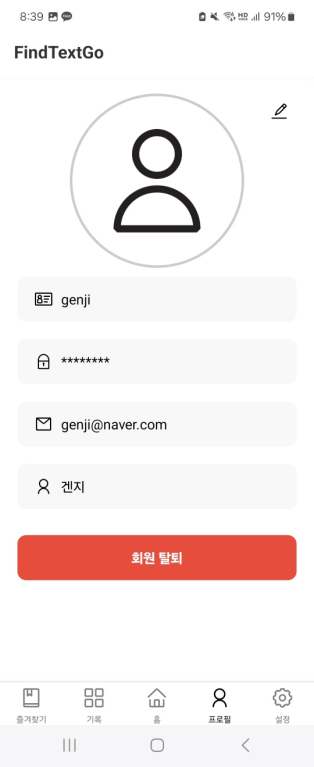 8:39 91%
FindTextGo
genji
********
genji@naver.com
겐지
회원 탈퇴
즐겨찾기 기록 홈 프로필 설정